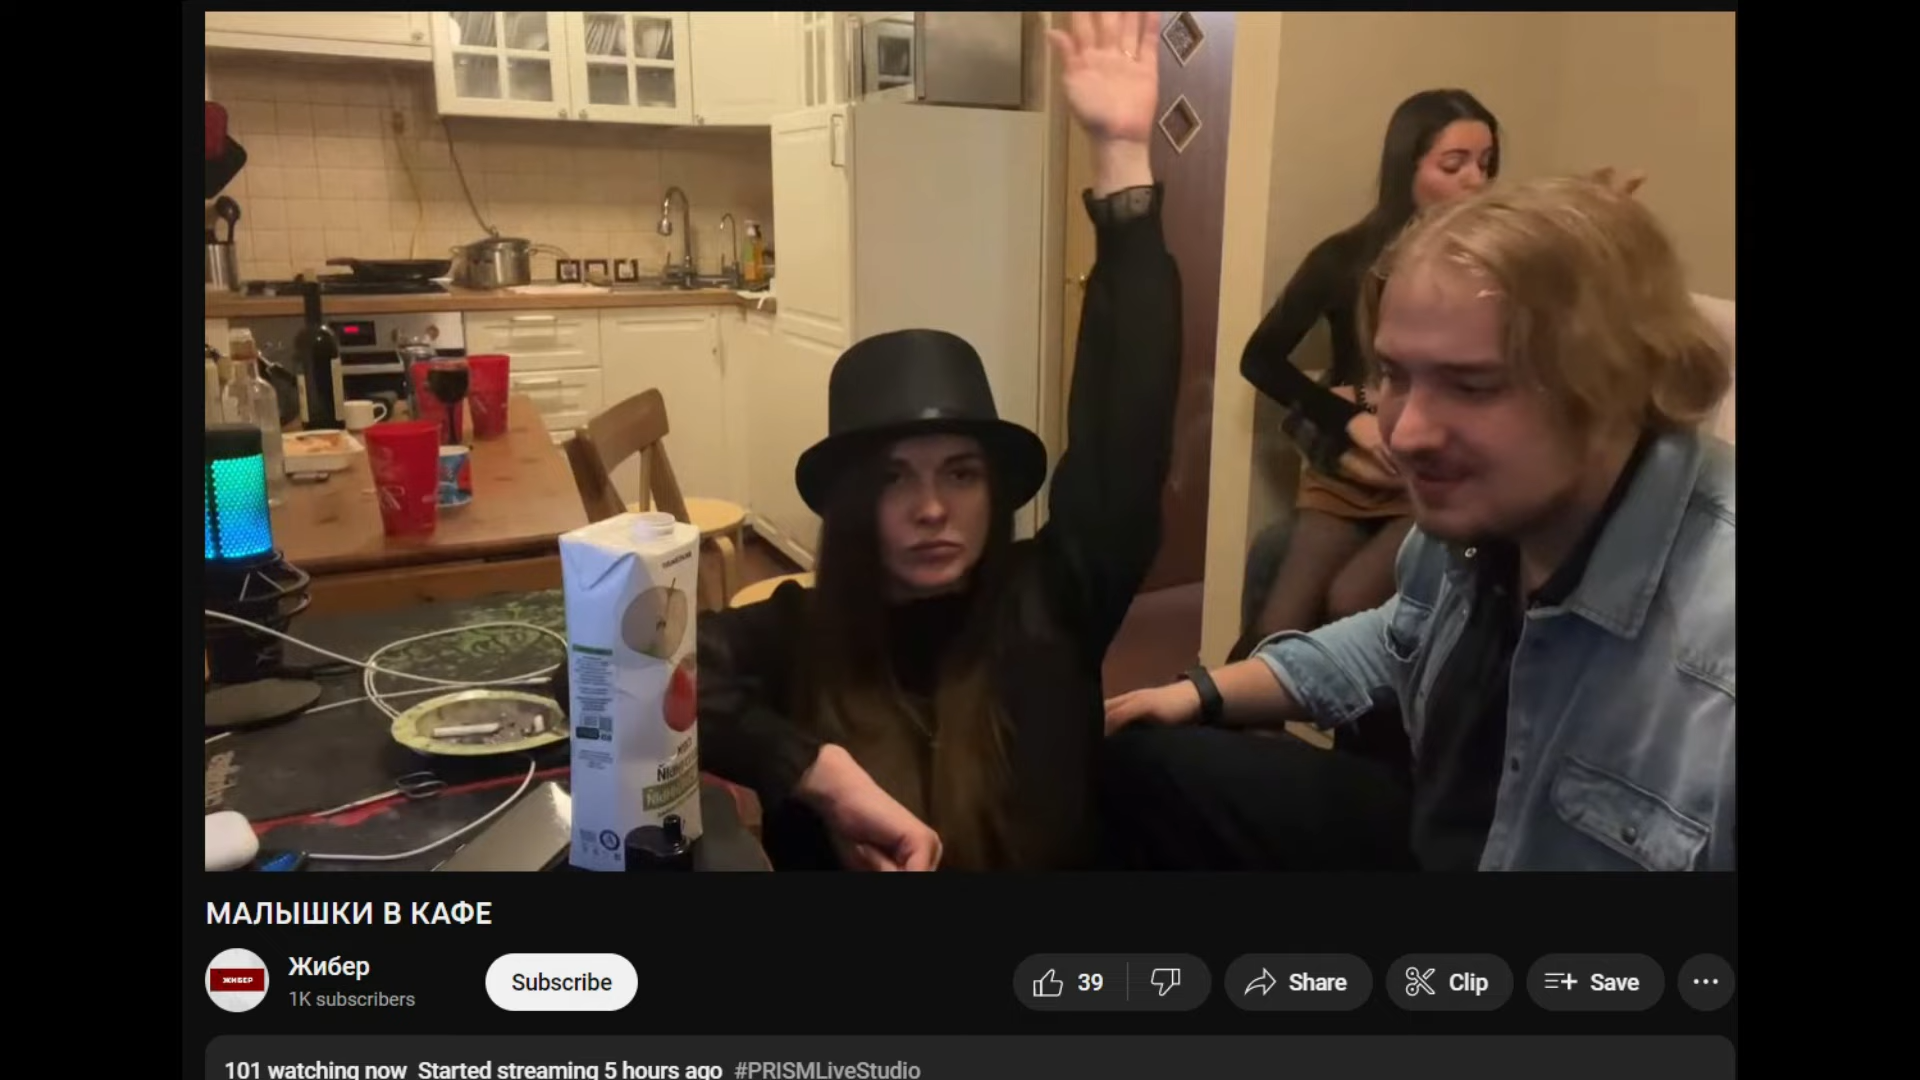 МАЛЫШКИ В КАФЕ
ЖИБЕР
Жибер
1K subscribers
Subscribe
39
Share
Clip
Save
101 watching now Started streaming 5 hours ago #PRISMLiveStudio